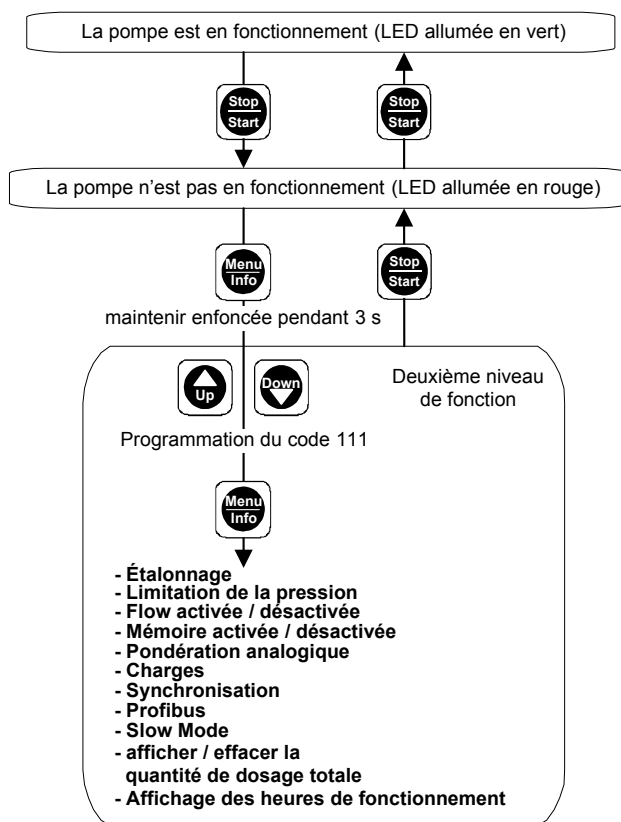 La pompe est en fonctionnement (LED allumée en vert)
Stop
Start
Stop
Start
La pompe n'est pas en fonctionnement (LED allumée en rouge)
Menu
Info
Stop
Start
maintenir enfoncée pendant 3 s
Up
Down
Deuxième niveau
de fonction
Programmation du code 111
Menu
Info
- Étalonnage
- Limitation de la pression
- Flow activée / désactivée
- Mémoire activée / désactivée
- Pondération analogique
- Charges
- Synchronisation
- Profibus
- Slow Mode
- afficher / effacer la
quantité de dosage totale
- Affichage des heures de fonctionnement